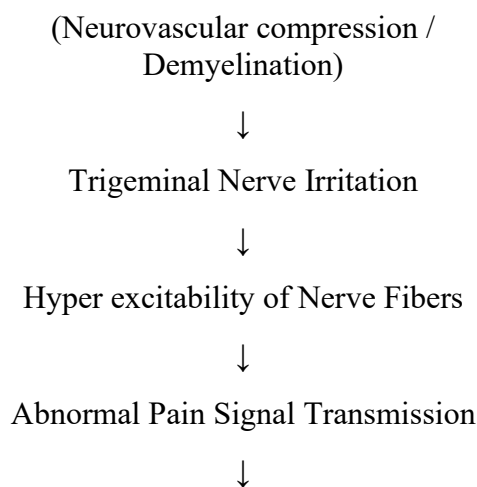 (Neurovascular compression /
Demyelination)
↓
Trigeminal Nerve Irritation
↓
Hyper excitability of Nerve Fibers
↓
Abnormal Pain Signal Transmission
↓